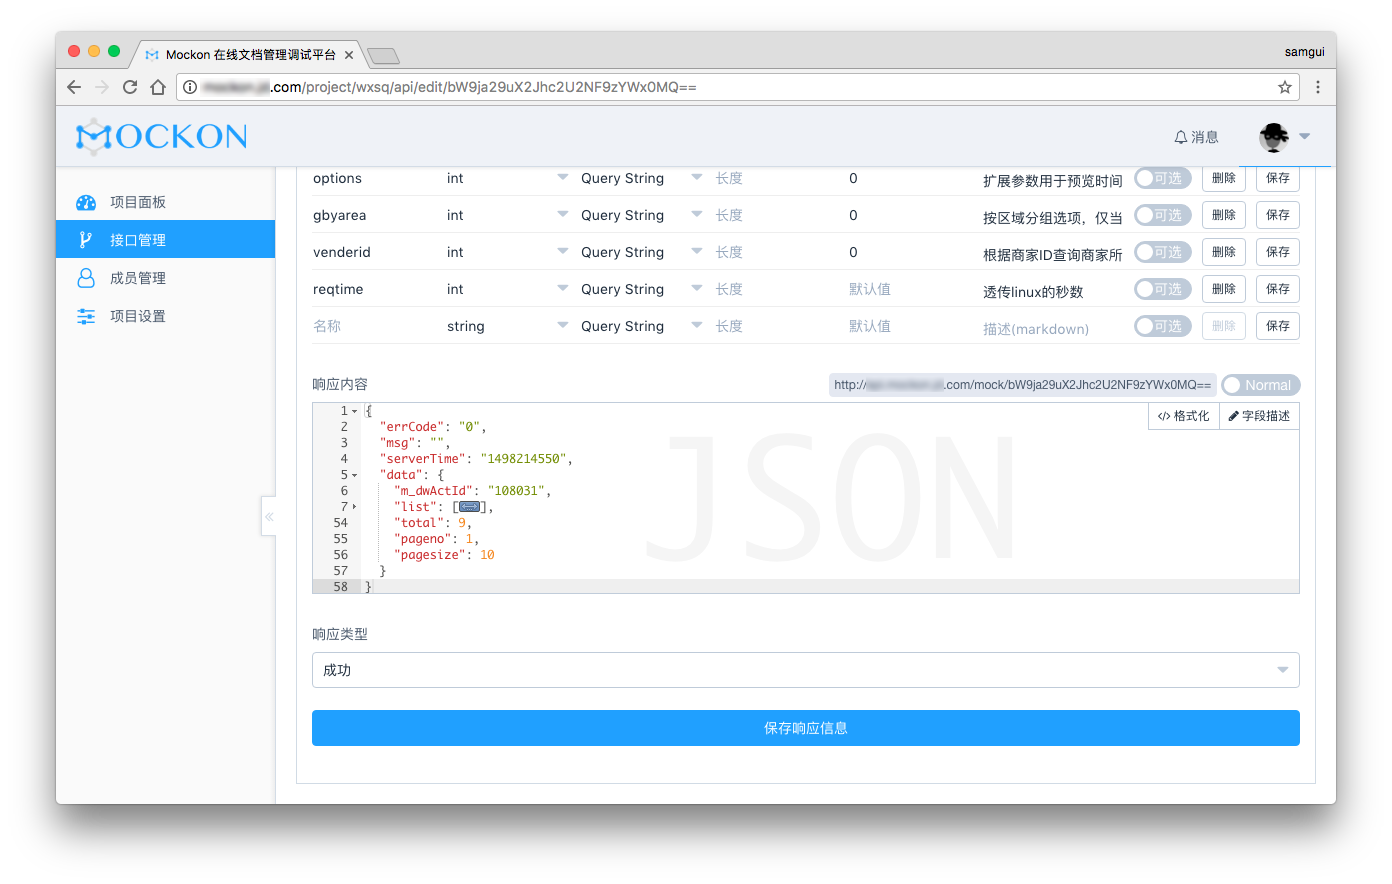 Mockon 在线文档管理调试平台
samgui
.com/project/wxsq/api/edit/bW9ja29uX2Jhc2U2NF9zYWx0MQ==
MOCKON
消息
项目面板
接口管理
成员管理
项目设置
options int Query String 长度 0 扩展参数用于预览时间 可选 删除 保存
gbyarea int Query String 长度 0 按区域分组选项，仅当 可选 删除 保存
venderid int Query String 长度 0 根据商家ID查询商家所 可选 删除 保存
reqtime int Query String 长度 默认值 透传linux的秒数 可选 删除 保存
名称 string Query String 长度 默认值 描述(markdown) 可选 删除 保存
响应内容 http:// .com/mock/bW9ja29uX2Jhc2U2NF9zYWx0MQ== Normal
格式化 字段描述
JSON
1 {
2 "errCode": "0",
3 "msg": "",
4 "serverTime": "1498214550",
5 "data": {
6 "m_dwActId": "108031",
7 "list": [],
54 "total": 9,
55 "pageno": 1,
56 "pagesize": 10
57 }
58 }
响应类型
成功
保存响应信息